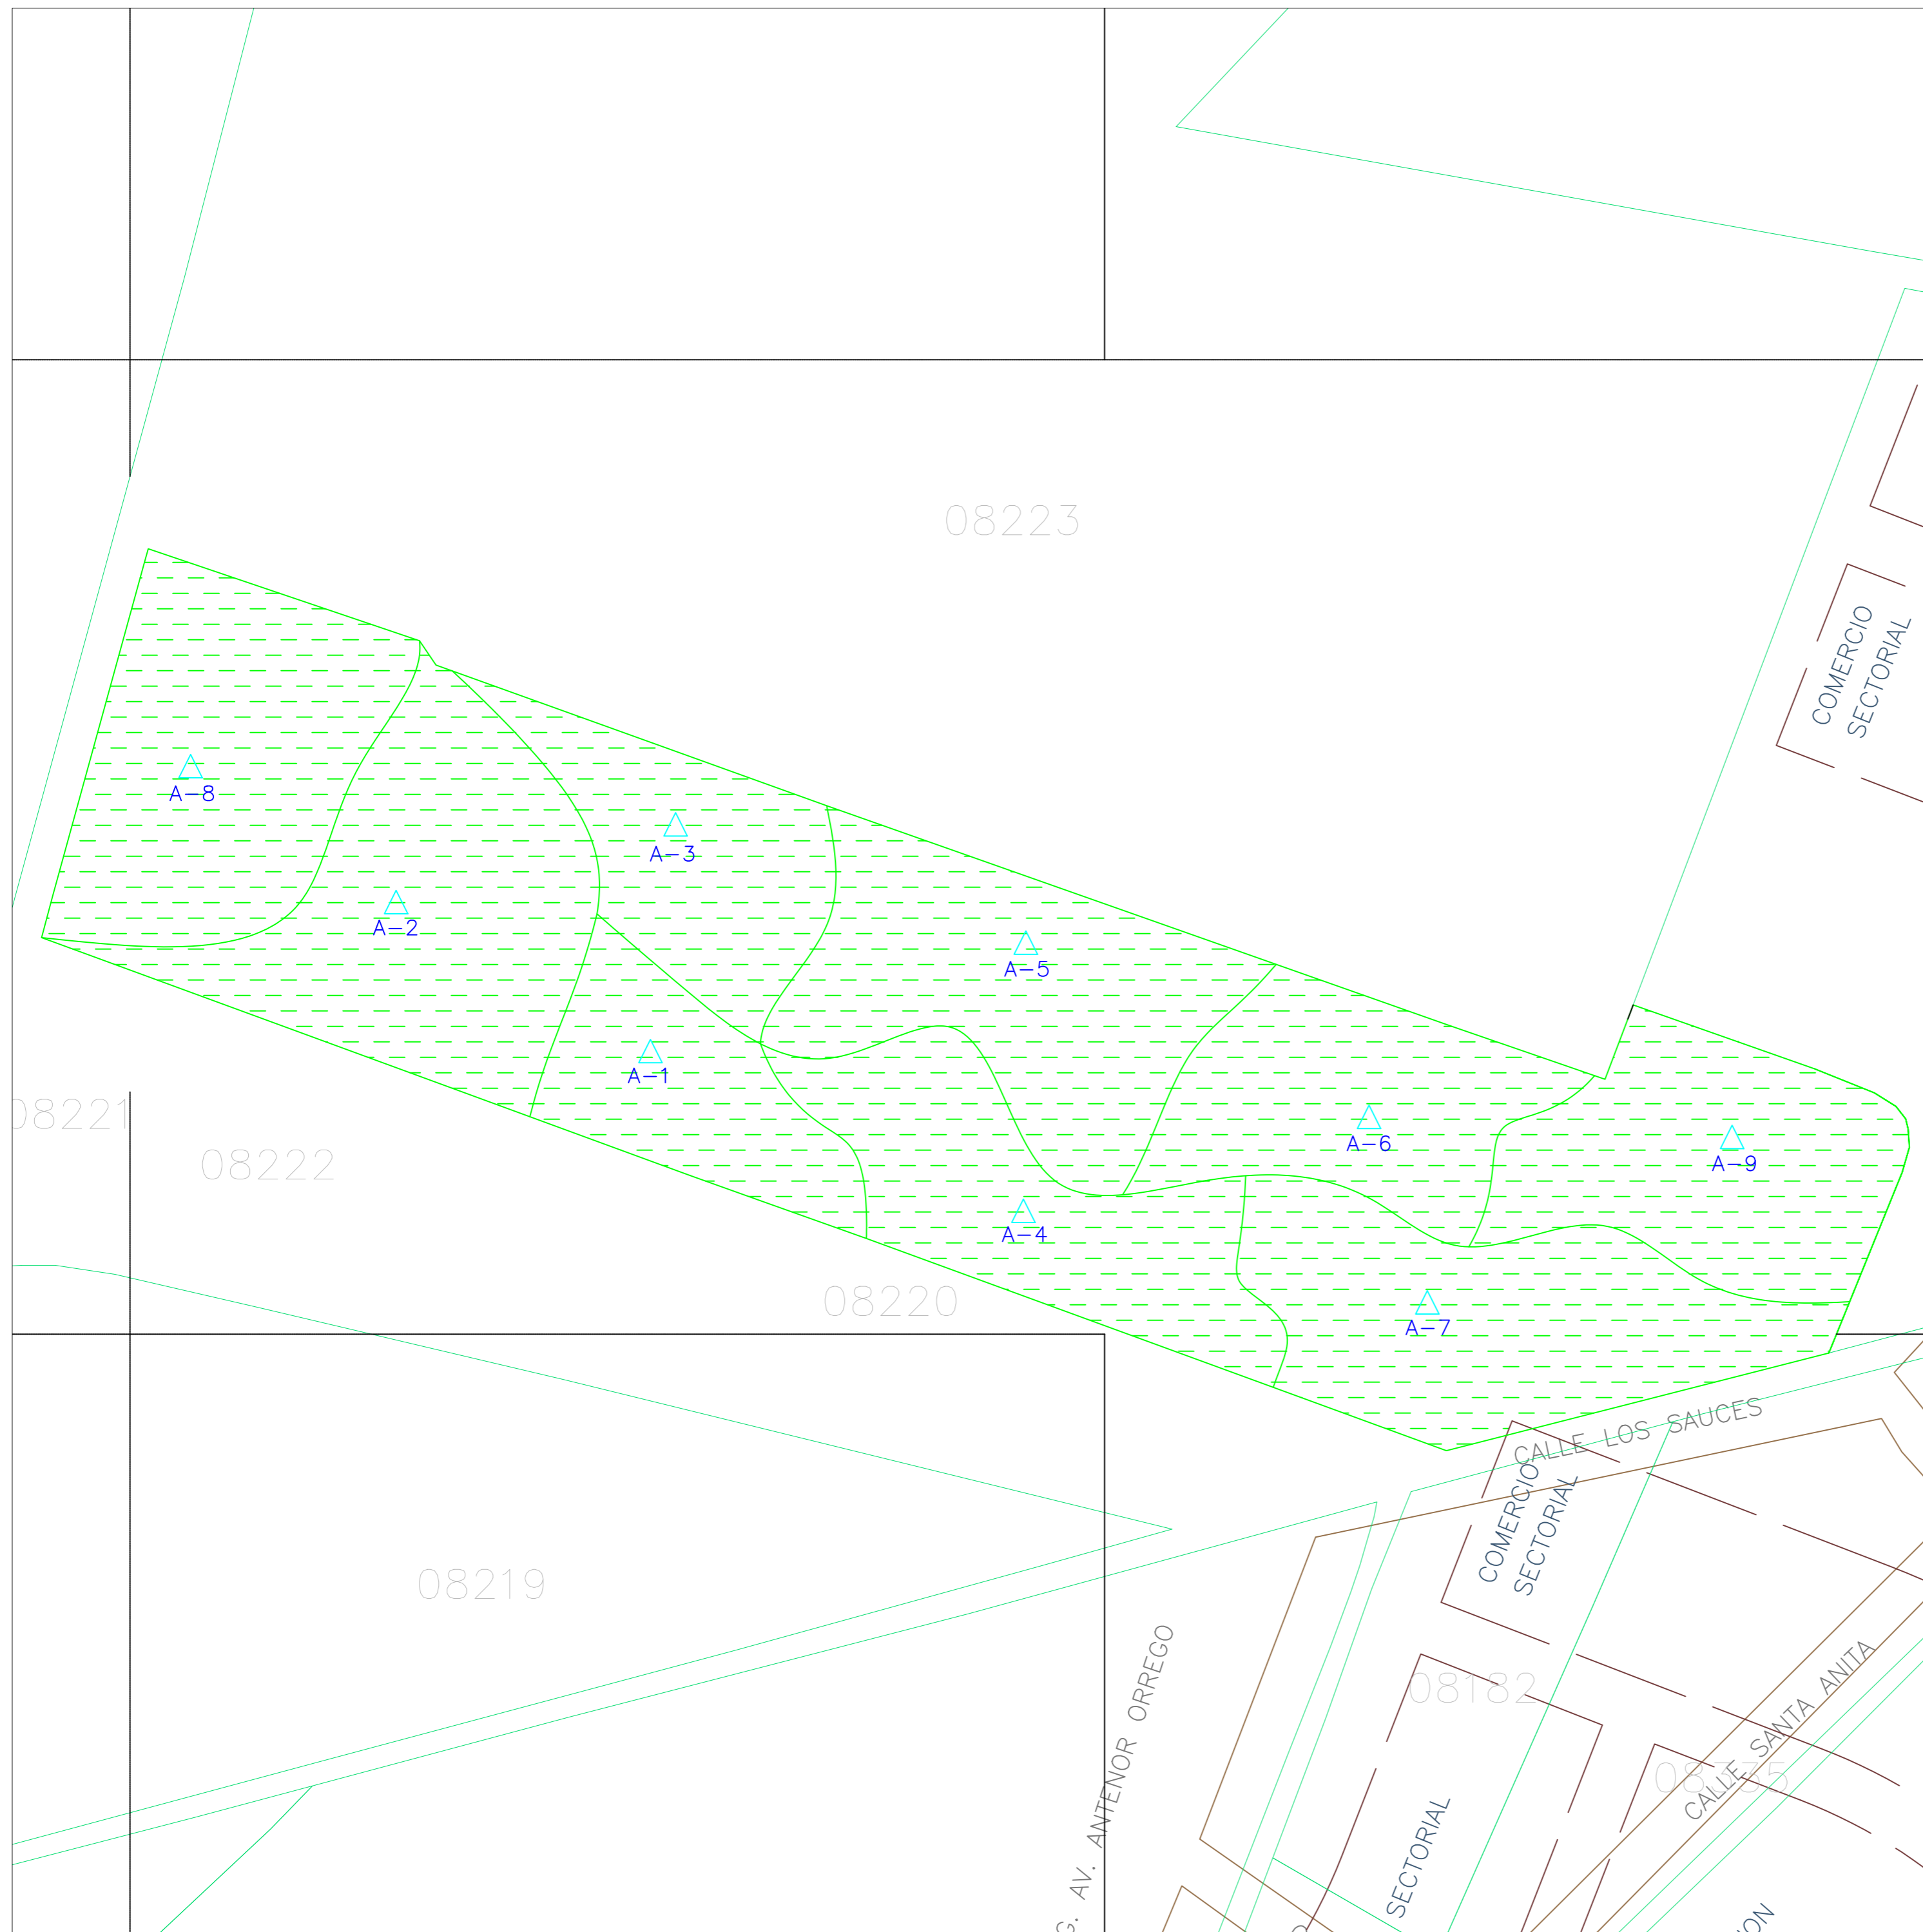 08223
COMERCIO
SECTORIAL
A-8
A-3
A-2
A-5
A-1
08221
08222
A-6
A-9
A-4
08220
A-7
CALLE LOS SAUCES
COMERCIO
SECTORIAL
08219
AV. ANTENOR ORREGO
08182
CALLE SANTA ANITA
08335
SECTORIAL